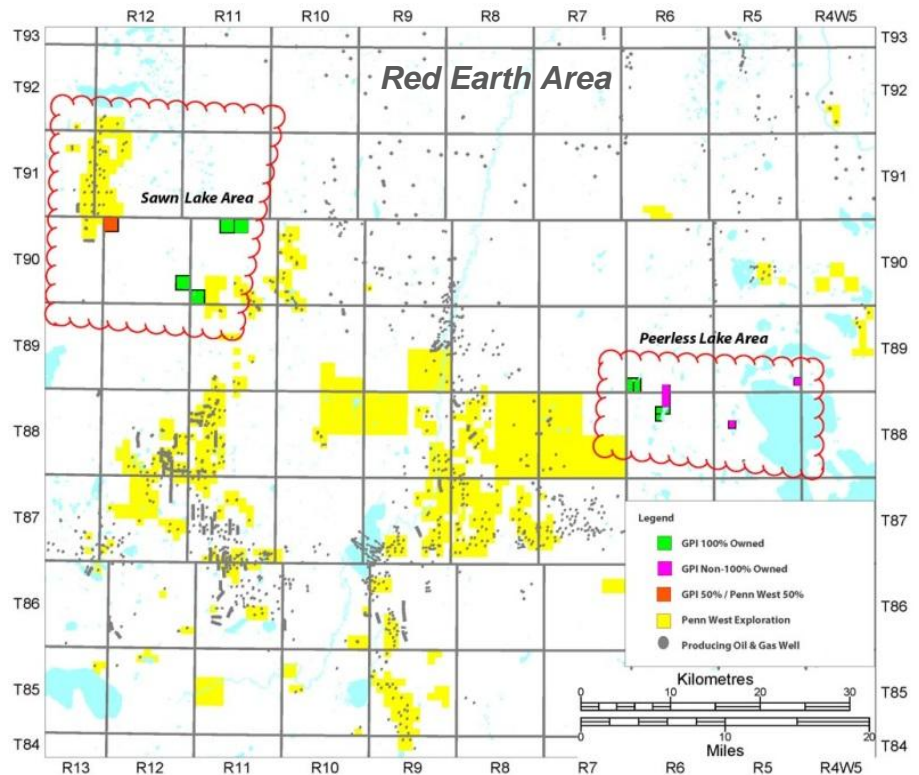 R12 R11 R10 R9 R8 R7 R6 R5 R4W5
T93 T93
Red Earth Area
T92 T92
T91 T91
Sawn Lake Area
T90 T90
T89 T89
Peerless Lake Area
T88 T88
T87 T87
Legend
GPI 100% Owned
GPI Non-100% Owned
GPI 50% / Penn West 50%
T86 T86
Penn West Exploration
Producing Oil & Gas Well
Kilometres
T85 T85
0 10 20 30
0 10 20
T84 T84
Miles
R13 R12 R11 R10 R9 R8 R7 R6 R5 R4W5